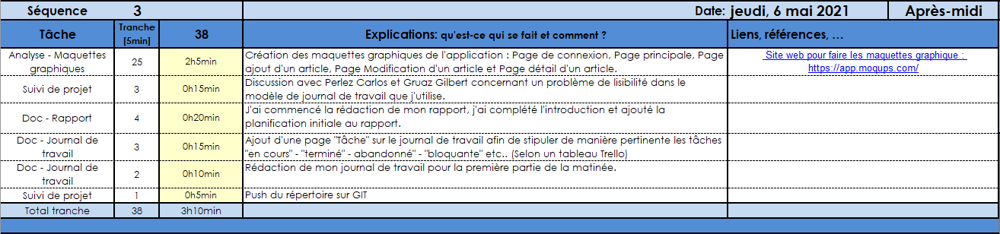 Séquence 3 Date: jeudi, 6 mai 2021 Après-midi
Tâche Tranche [5min] 38 Explications: qu'est-ce qui se fait et comment ? Liens, références, ...
Analyse - Maquettes graphiques 25 2h5min Création des maquettes graphiques de l'application : Page de connexion, Page principale, Page
ajout d'un article, Page Modification d'un article et Page détail d'un article.
Site web pour faire les maquettes graphique :
https://app.moqups.com/
Suivi de projet 3 0h15min Discussion avec Perlez Carlos et Gruaz Gilbert concernant un problème de lisibilité dans le
modèle de journal de travail que j'utilise.
Doc - Rapport 4 0h20min J'ai commencé la rédaction de mon rapport, j'ai complété l'introduction et ajouté la
planification initiale au rapport.
Doc - Journal de travail 3 0h15min Ajout d'une page "Tâche" sur le journal de travail afin de stipuler de manière pertinente les tâches
"en cours" - "terminé" - abandonné" - "bloquante" etc.. (Selon un tableau Trello)
Doc - Journal de travail 2 0h10min Rédaction de mon journal de travail pour la première partie de la matinée.
Suivi de projet 1 0h5min Push du répertoire sur GIT
Total tranche 38 3h10min